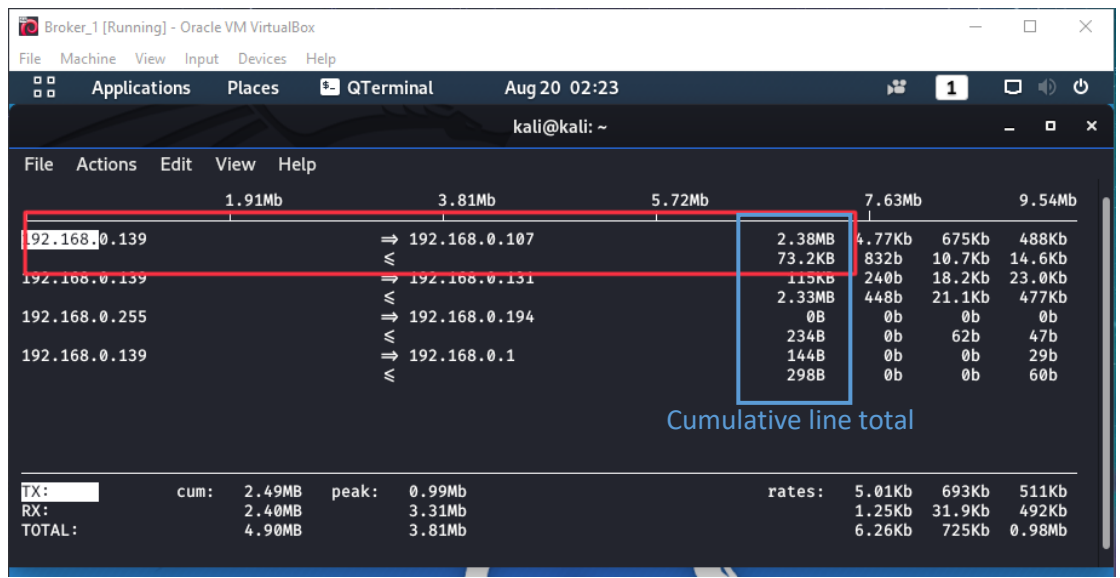 Broker_1 [Running] - Oracle VM VirtualBox
File Machine View Input Devices Help
Applications Places QTerminal Aug 20 02:23 1
kali@kali: ~
File Actions Edit View Help
1.91Mb 3.81Mb 5.72Mb 7.63Mb 9.54Mb
192.168.0.139 ⇒ 192.168.0.107 2.38MB 4.77Kb 675Kb 488Kb
⩽ 73.2KB 832b 10.7Kb 14.6Kb
192.168.0.139 ⇒ 192.168.0.131 115KB 240b 18.2Kb 23.0Kb
⩽ 2.33MB 448b 21.1Kb 477Kb
192.168.0.255 ⇒ 192.168.0.194 0B 0b 0b 0b
⩽ 234B 0b 62b 47b
192.168.0.139 ⇒ 192.168.0.1 144B 0b 0b 29b
⩽ 298B 0b 0b 60b
Cumulative line total
TX: cum: 2.49MB peak: 0.99Mb rates: 5.01Kb 693Kb 511Kb
RX: 2.40MB 3.31Mb 1.25Kb 31.9Kb 492Kb
TOTAL: 4.90MB 3.81Mb 6.26Kb 725Kb 0.98Mb